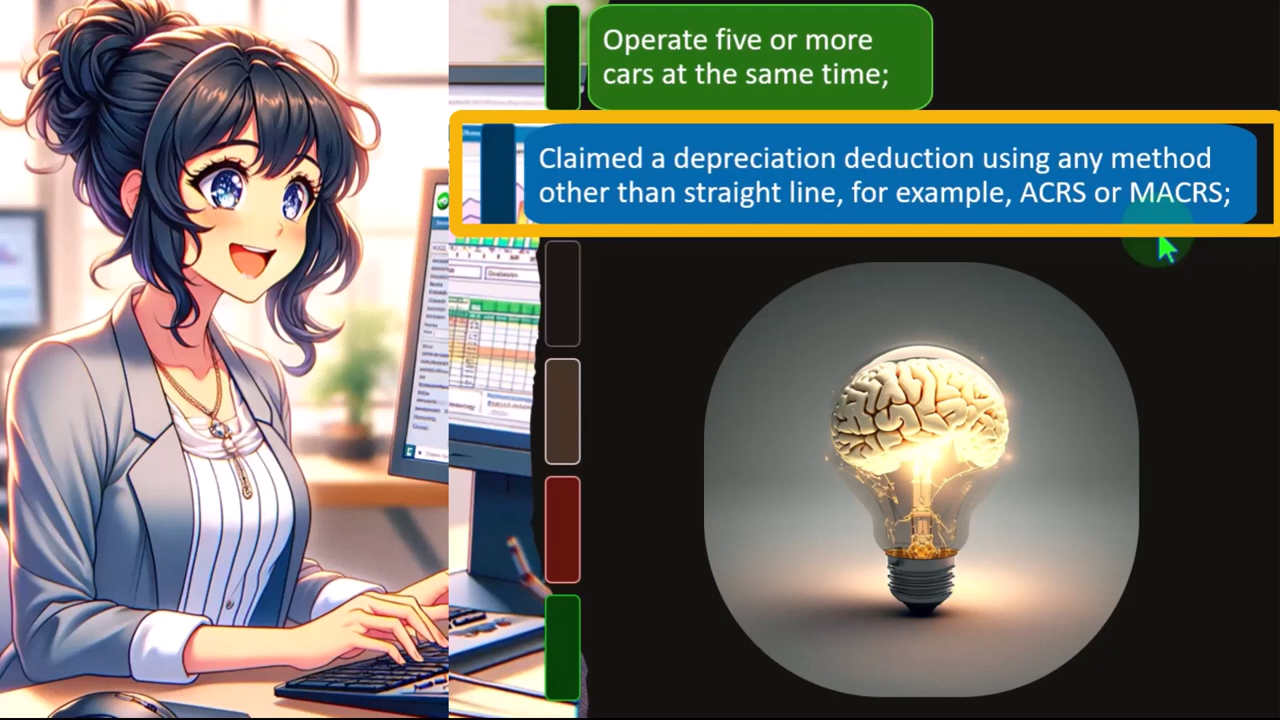 Operate five or more
cars at the same time;
Claimed a depreciation deduction using any method
other than straight line, for example, ACRS or MACRS;